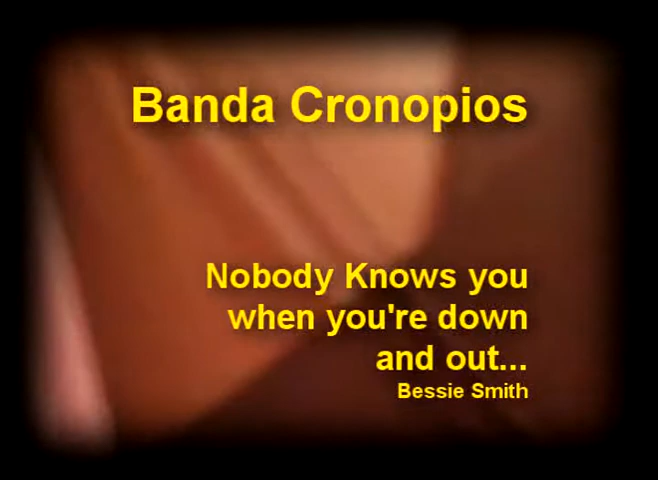 Banda Cronopios
Nobody Knows you
when you're down
and out...
Bessie Smith